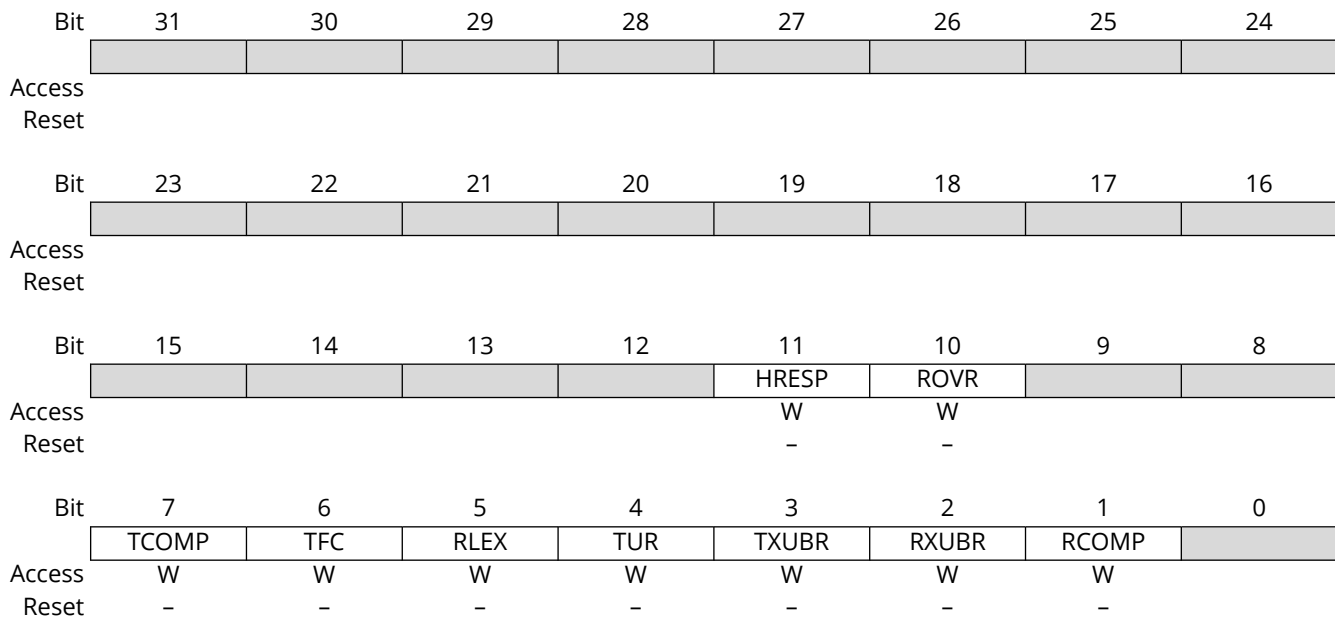 Bit 31 30 29 28 27 26 25 24
Access
Reset
Bit 23 22 21 20 19 18 17 16
Access
Reset
Bit 15 14 13 12 11 10 9 8
HRESP ROVR
Access W W
Reset – –
Bit 7 6 5 4 3 2 1 0
TCOMP TFC RLEX TUR TXUBR RXUBR RCOMP
Access W W W W W W W
Reset – – – – – – –